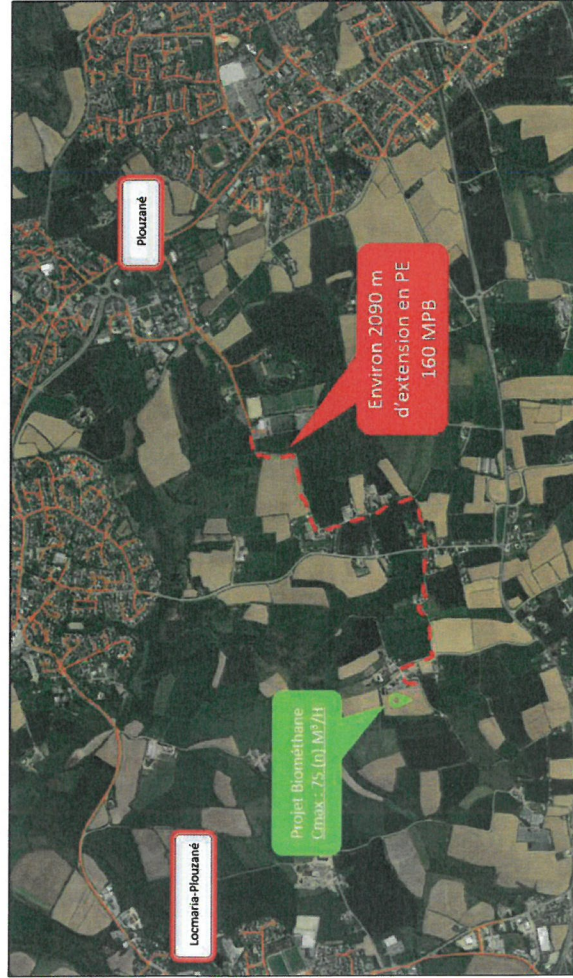 Locmaria-Plouzané
Plouzané
Projet Biométhane
Cmax : 75 (n) M³/H
Environ 2090 m
d'extension en PE
160 MPB